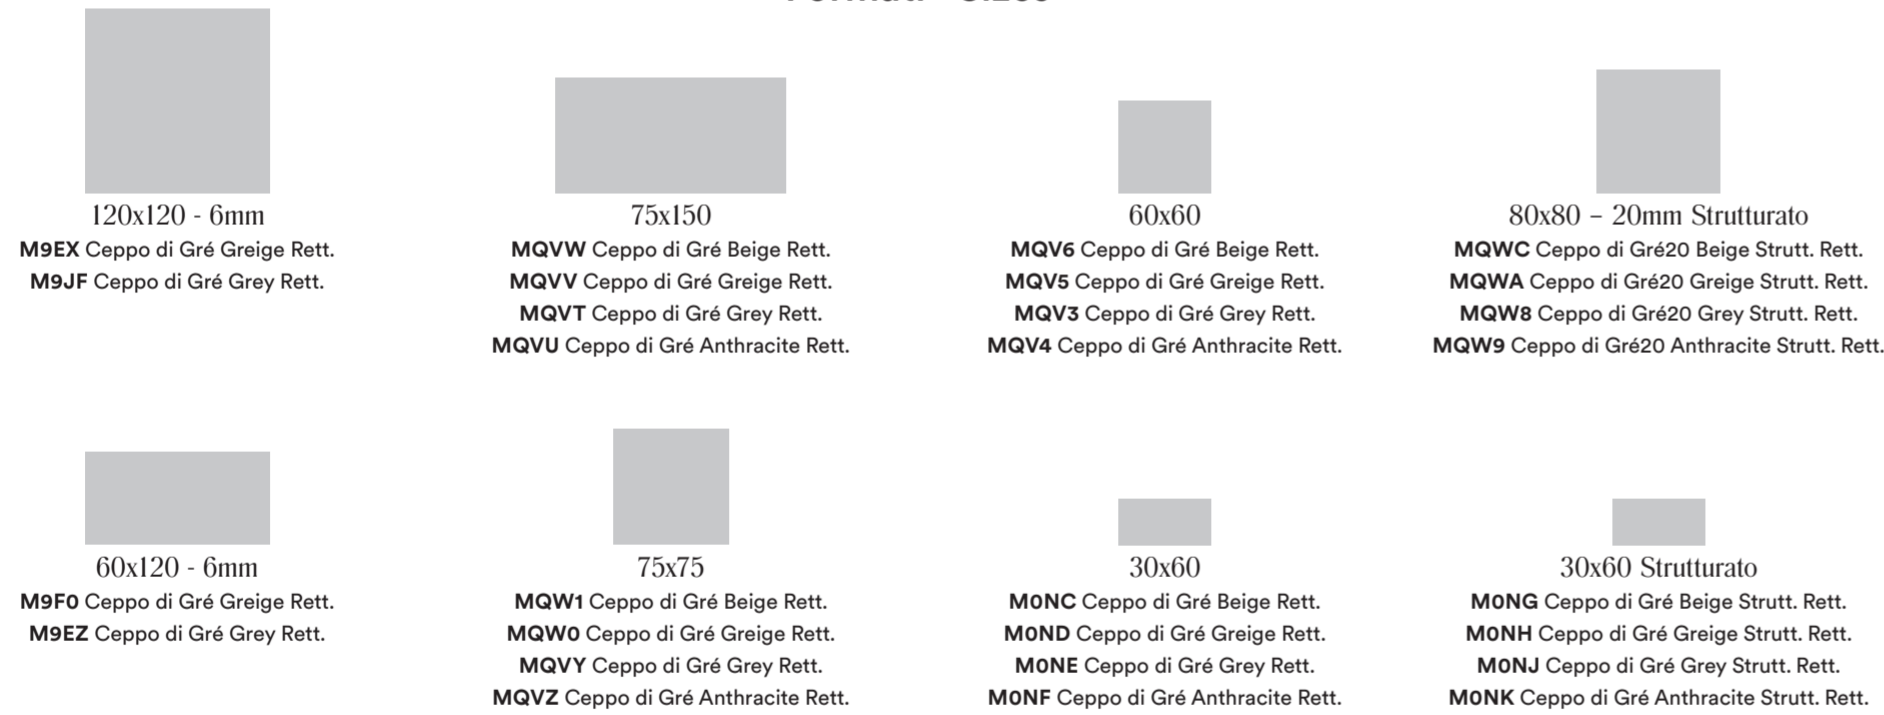 120x120 - 6mm
M9EX Ceppo di Gré Greige Rett.
M9JF Ceppo di Gré Grey Rett.
75x150
MQVW Ceppo di Gré Beige Rett.
MQVV Ceppo di Gré Greige Rett.
MQVT Ceppo di Gré Grey Rett.
MQVU Ceppo di Gré Anthracite Rett.
60x60
MQV6 Ceppo di Gré Beige Rett.
MQV5 Ceppo di Gré Greige Rett.
MQV3 Ceppo di Gré Grey Rett.
MQV4 Ceppo di Gré Anthracite Rett.
80x80 – 20mm Strutturato
MQWC Ceppo di Gré20 Beige Strutt. Rett.
MQWA Ceppo di Gré20 Greige Strutt. Rett.
MQW8 Ceppo di Gré20 Grey Strutt. Rett.
MQW9 Ceppo di Gré20 Anthracite Strutt. Rett.
60x120 - 6mm
M9F0 Ceppo di Gré Greige Rett.
M9EZ Ceppo di Gré Grey Rett.
75x75
MQW1 Ceppo di Gré Beige Rett.
MQW0 Ceppo di Gré Greige Rett.
MQVY Ceppo di Gré Grey Rett.
MQVZ Ceppo di Gré Anthracite Rett.
30x60
M0NC Ceppo di Gré Beige Rett.
M0ND Ceppo di Gré Greige Rett.
M0NE Ceppo di Gré Grey Rett.
M0NF Ceppo di Gré Anthracite Rett.
30x60 Strutturato
M0NG Ceppo di Gré Beige Strutt. Rett.
M0NH Ceppo di Gré Greige Strutt. Rett.
M0NJ Ceppo di Gré Grey Strutt. Rett.
M0NK Ceppo di Gré Anthracite Strutt. Rett.